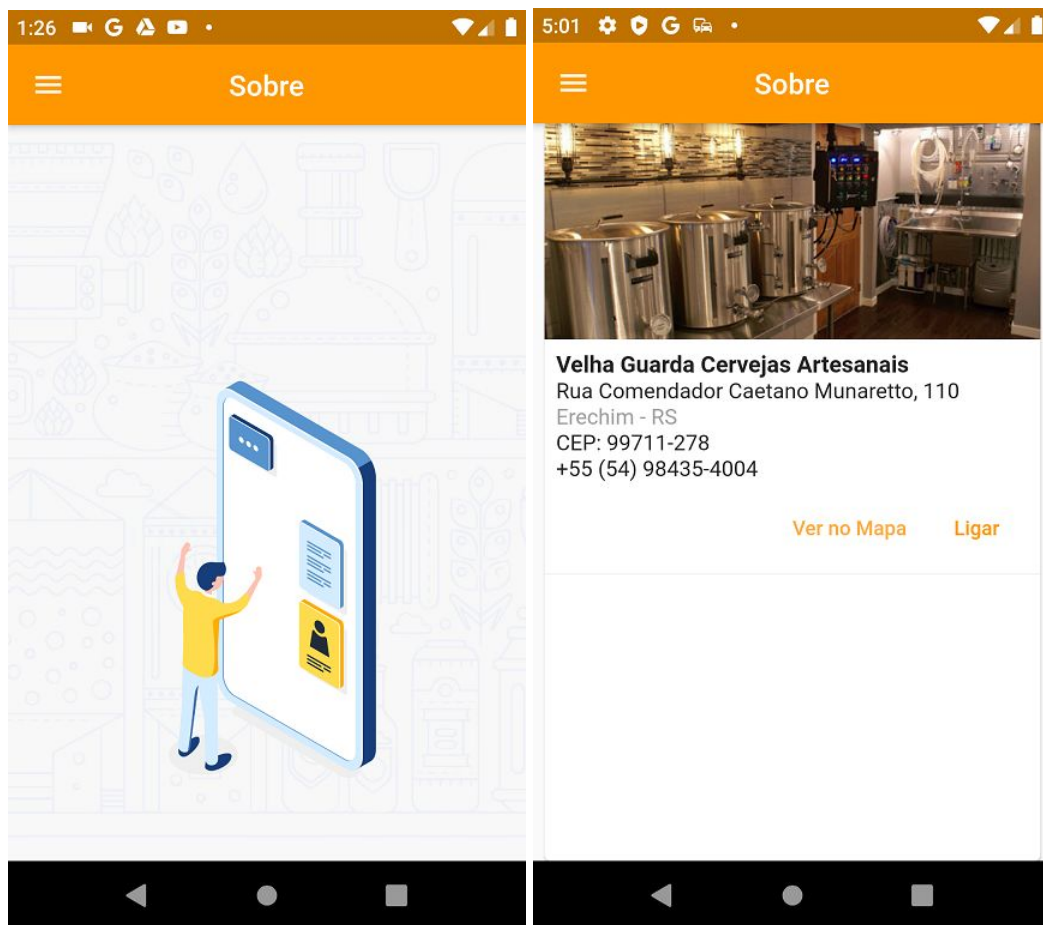 1:26
Sobre
5:01
Sobre
Velha Guarda Cervejas Artesanais
Rua Comendador Caetano Munaretto, 110
Erechim - RS
CEP: 99711-278
+55 (54) 98435-4004
Ver no Mapa
Ligar